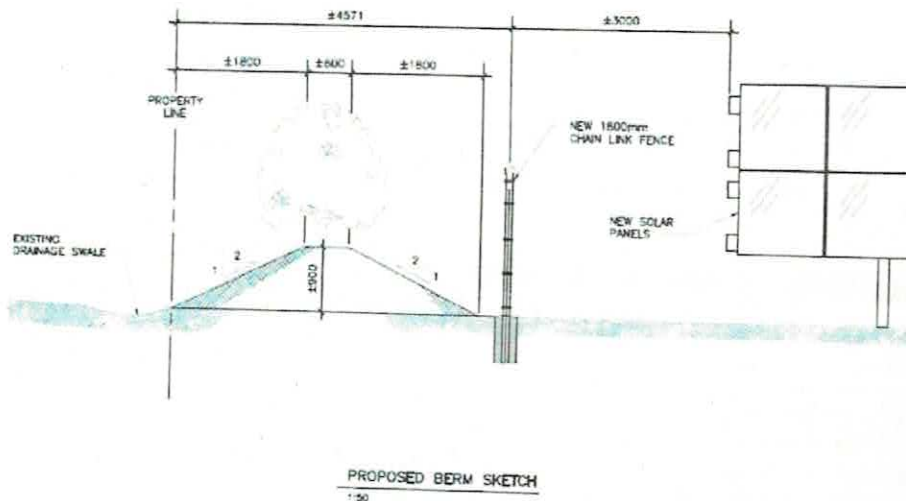 ±4571
±3000
±1800
±600
±1800
PROPERTY
LINE
NEW 1800mm
CHAIN LINK FENCE
NEW SOLAR
PANELS
EXISTING
DRAINAGE SWALE
1
2
±900
2
1
PROPOSED BERM SKETCH
1:50